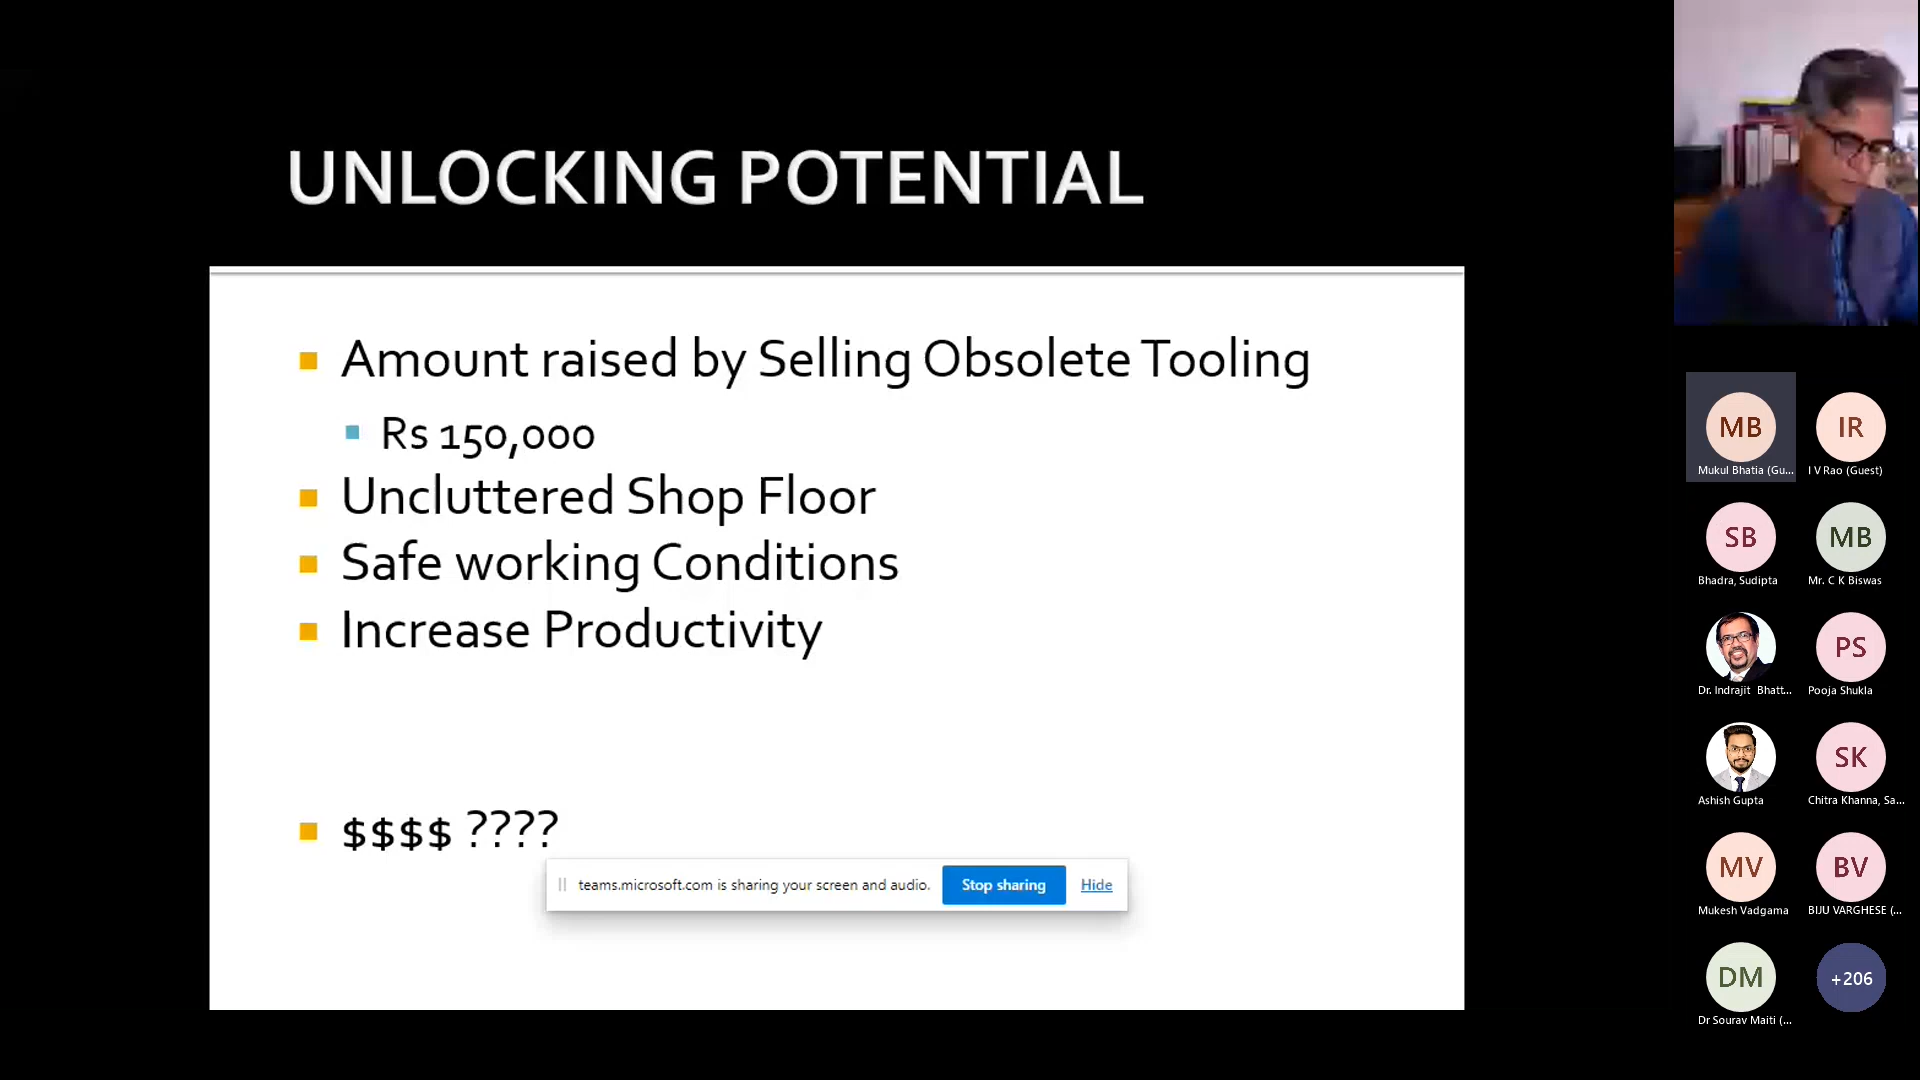 UNLOCKING POTENTIAL
Amount raised by Selling Obsolete Tooling
Rs 150,000
Uncluttered Shop Floor
Safe working Conditions
Increase Productivity
$$$$ ????
teams.microsoft.com is sharing your screen and audio. Stop sharing Hide
MB IR
Mukul Bhatia (Gu... I V Rao (Guest)
SB MB
Bhadra, Sudipta Mr. C K Biswas
PS
Dr. Indrajit Bhatt... Pooja Shukla
SK
Ashish Gupta Chitra Khanna, Sa...
MV BV
Mukesh Vadgama BIJU VARGHESE (...
DM +206
Dr Sourav Maiti (...